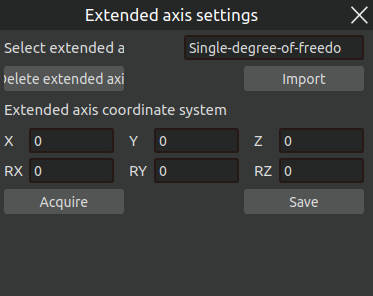 Extended axis settings
Select extended a Single-degree-of-freedo
Delete extended axi Import
Extended axis coordinate system
X 0 Y 0 Z 0
RX 0 RY 0 RZ 0
Acquire Save